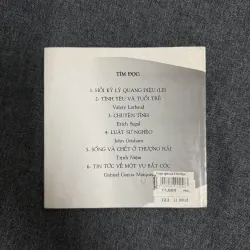 TÌM ĐỌC
1- HỒI KÝ LÝ QUANG DIỆU (I,II)
2- TÌNH YÊU VÀ TUỔI TRẺ
Valery Larbaud
3- CHUYỆN TÌNH
Erich Segal
4- LUẬT SƯ NGHÈO
John Grisham
5- SỐNG VÀ CHẾT Ở THƯỢNG HẢI
Trịnh Niệm
6- TIN TỨC VỀ MỘT VỤ BẮT CÓC
Gabriel Garcia Marquez